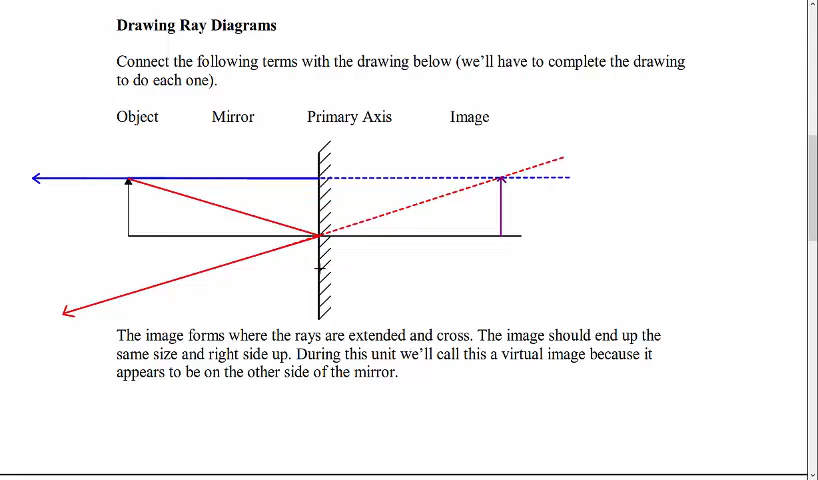 Drawing Ray Diagrams
Connect the following terms with the drawing below (we’ll have to complete the drawing
to do each one).
Object Mirror Primary Axis Image
The image forms where the rays are extended and cross. The image should end up the
same size and right side up. During this unit we’ll call this a virtual image because it
appears to be on the other side of the mirror.